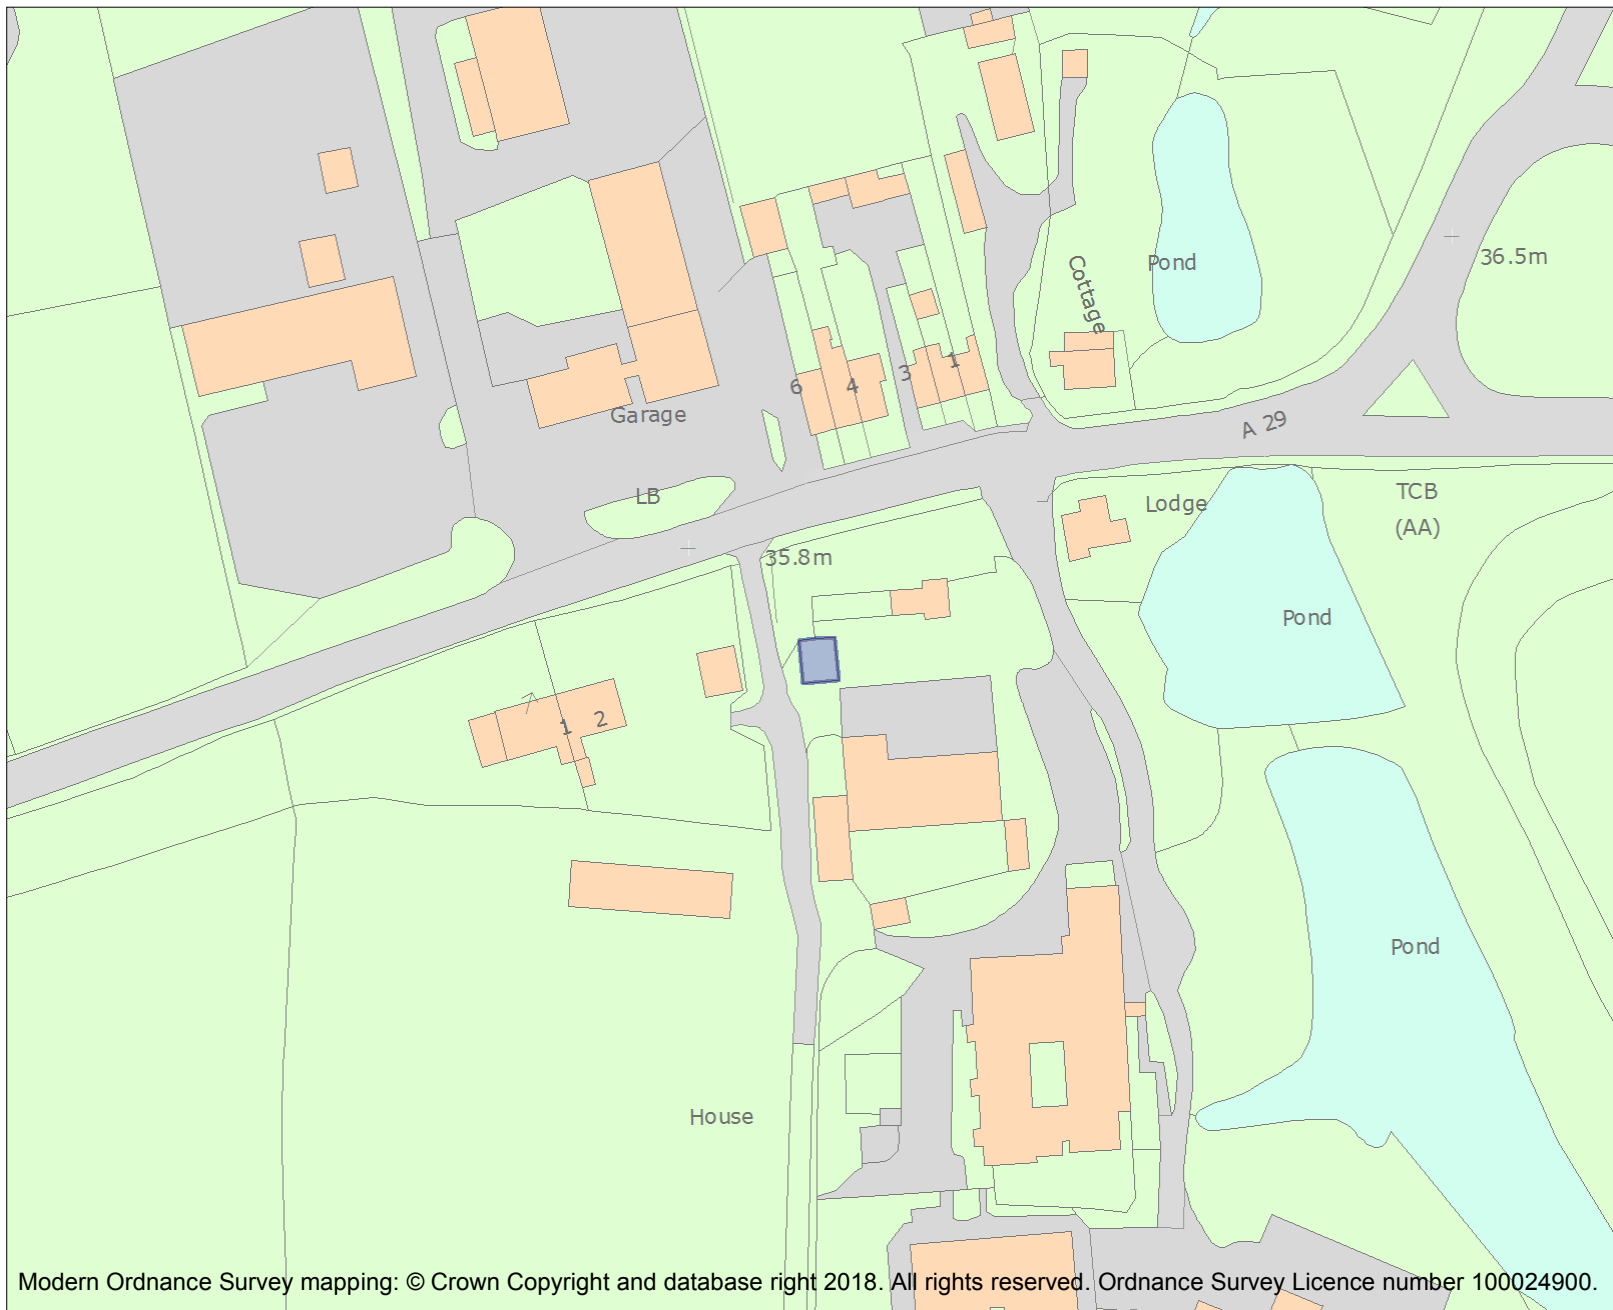 Pond
Cottage
36.5m
6
4
3
1
Garage
A 29
LB
Lodge
TCB
(AA)
35.8m
Pond
1
2
Pond
House
Modern Ordnance Survey mapping: © Crown Copyright and database right 2018. All rights reserved. Ordnance Survey Licence number 100024900.